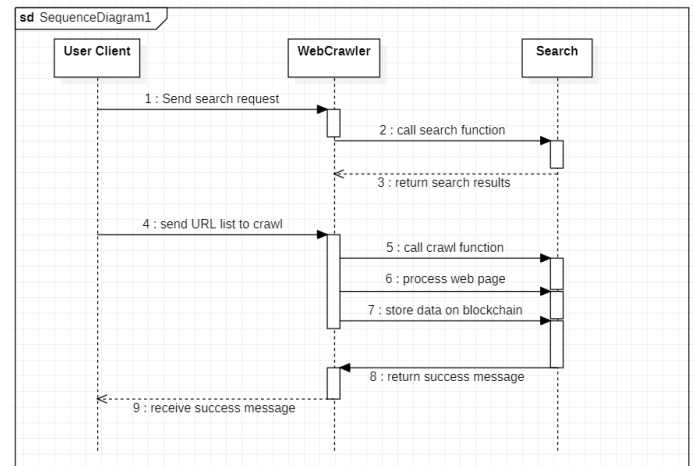 sd SequenceDiagram1
User Client
WebCrawler
Search
1 : Send search request
2 : call search function
3 : return search results
4 : send URL list to crawl
5 : call crawl function
6 : process web page
7 : store data on blockchain
8 : return success message
9 : receive success message